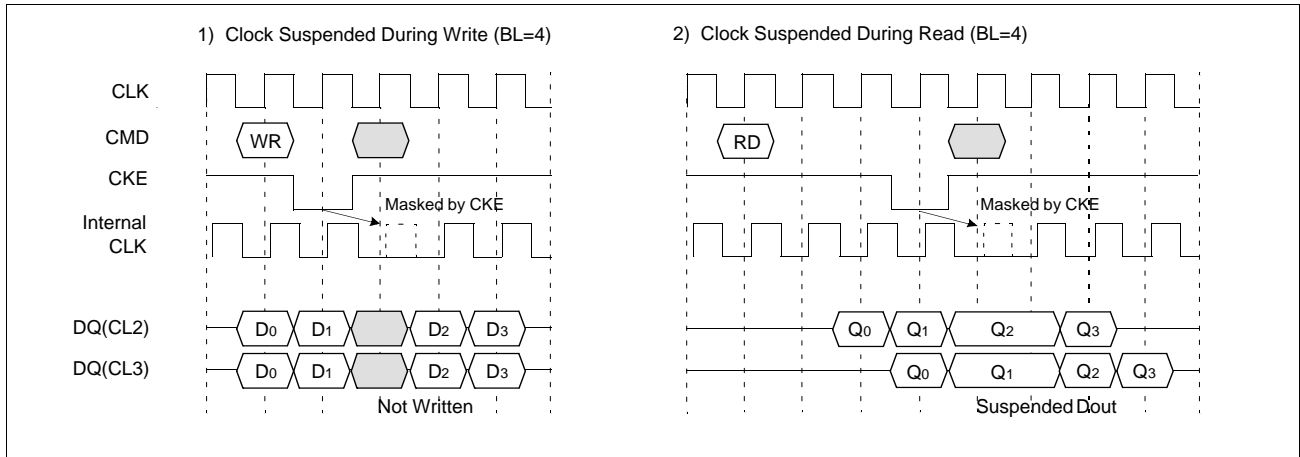 1) Clock Suspended During Write (BL=4)
2) Clock Suspended During Read (BL=4)
CLK
CMD
WR
RD
CKE
Masked by CKE
Masked by CKE
Internal
CLK
DQ(CL2)
D0 D1 D2 D3
Q0 Q1 Q2 Q3
DQ(CL3)
D0 D1 D2 D3
Q0 Q1 Q2 Q3
Not Written
Suspended Dout